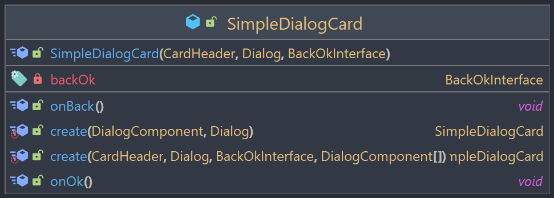 SimpleDialogCard
SimpleDialogCard(CardHeader, Dialog, BackOkInterface)
backOk BackOkInterface
onBack() void
create(DialogComponent, Dialog) SimpleDialogCard
create(CardHeader, Dialog, BackOkInterface, DialogComponent[]) mpleDialogCard
onOk() void